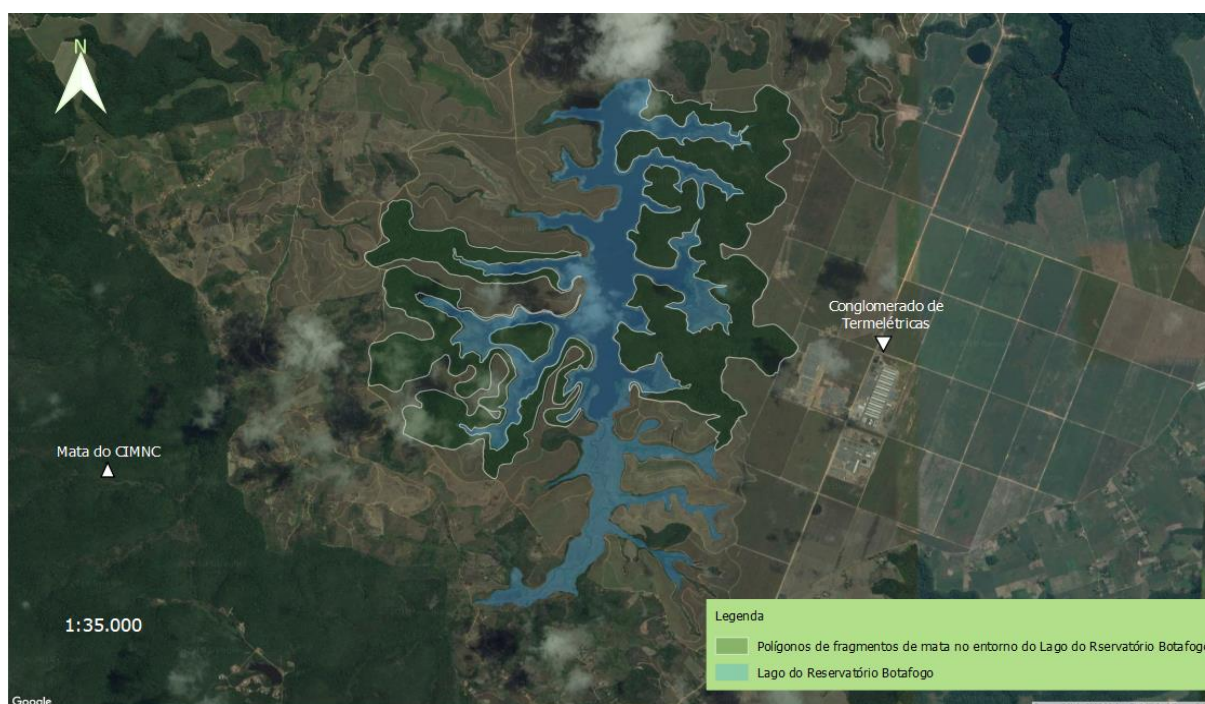 N
Conglomerado de
Termelétricas
Mata do CIMNC
1:35.000
Legenda
Polígonos de fragmentos de mata no entorno do Lago do Rservatório Botafogo
Lago do Reservatório Botafogo
Google